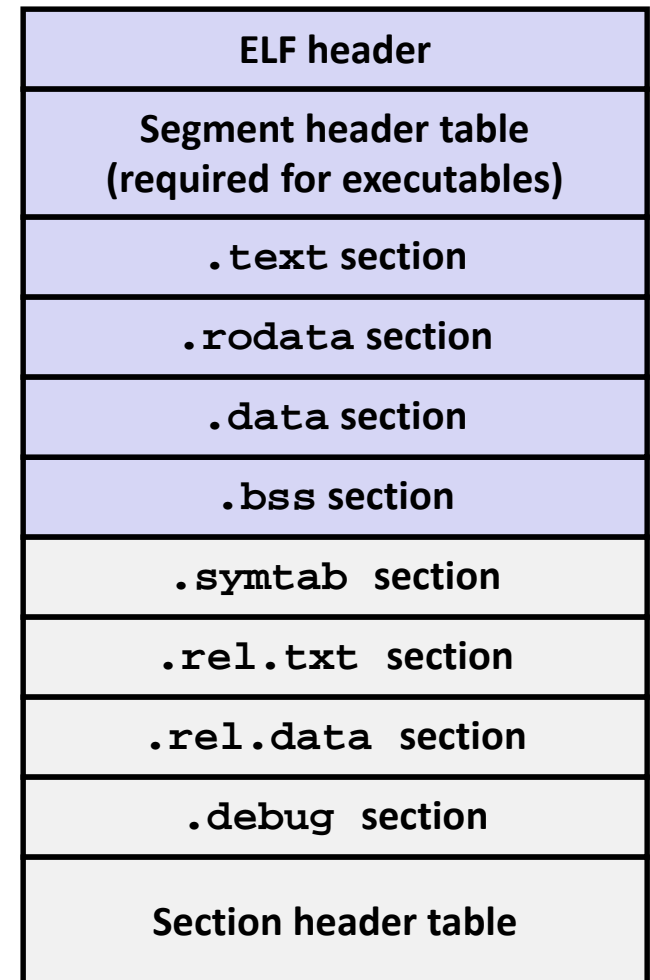 ELF header
Segment header table
(required for executables)
.text section
.rodata section
.data section
.bss section
.symtab section
.rel.txt section
.rel.data section
.debug section
Section header table